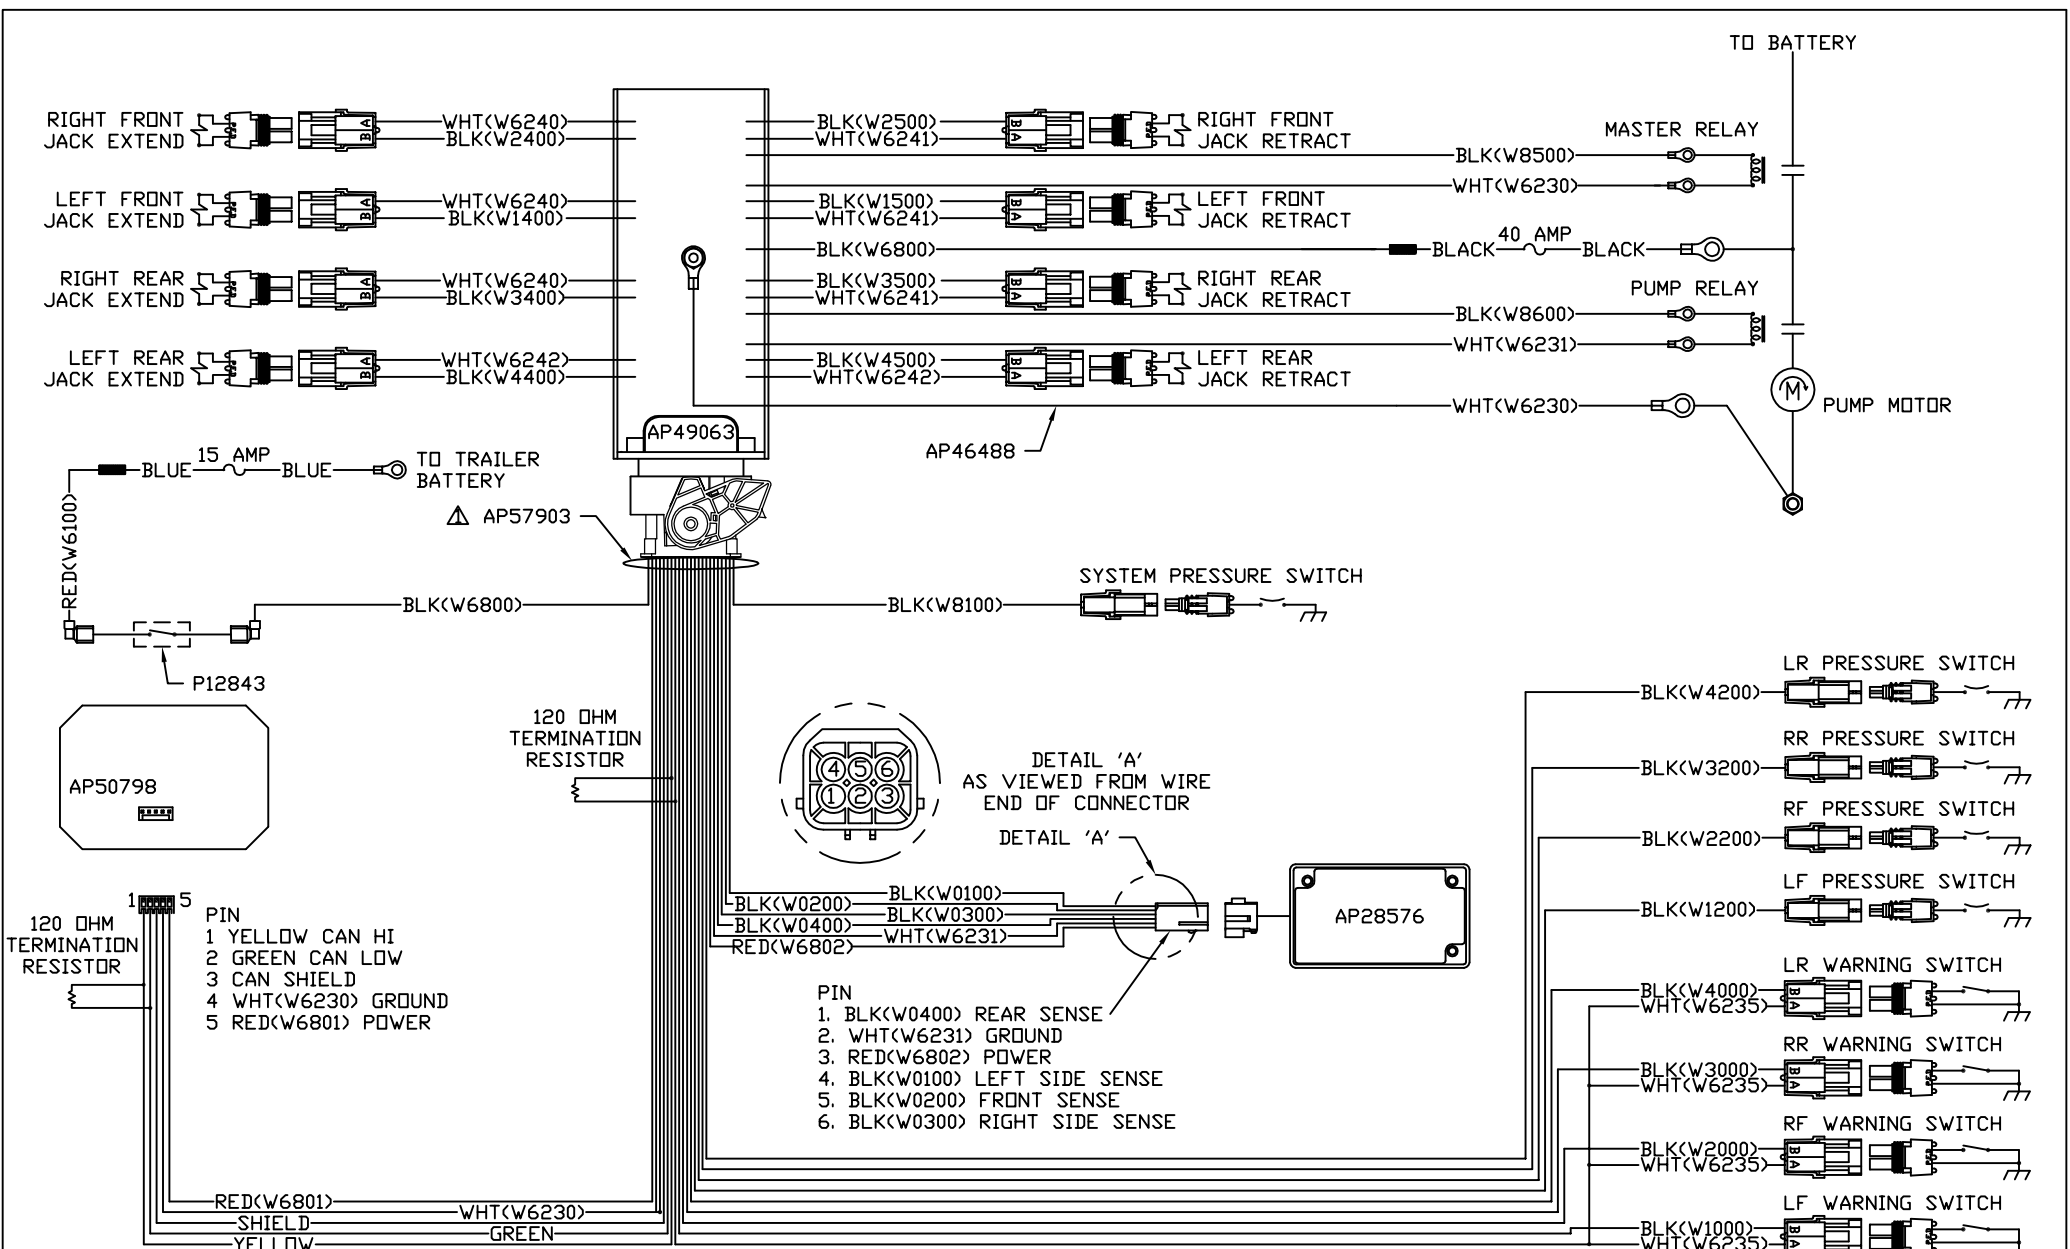 TO BATTERY
RIGHT FRONT
JACK EXTEND
WHT(W6240)
BLK(W2400)
BLK(W2500)
WHT(W6241)
RIGHT FRONT
JACK RETRACT
MASTER RELAY
BLK(W8500)
WHT(W6230)
LEFT FRONT
JACK EXTEND
WHT(W6240)
BLK(W1400)
BLK(W1500)
WHT(W6241)
LEFT FRONT
JACK RETRACT
BLK(W6800)
BLACK
40 AMP
BLACK
RIGHT REAR
JACK EXTEND
WHT(W6240)
BLK(W3400)
BLK(W3500)
WHT(W6241)
RIGHT REAR
JACK RETRACT
PUMP RELAY
BLK(W8600)
WHT(W6231)
LEFT REAR
JACK EXTEND
WHT(W6242)
BLK(W4400)
BLK(W4500)
WHT(W6242)
LEFT REAR
JACK RETRACT
M
PUMP MOTOR
WHT(W6230)
AP49063
AP46488
15 AMP
BLUE
BLUE
TO TRAILER
BATTERY
AP57903
RED(W6100)
BLK(W6800)
P12843
SYSTEM PRESSURE SWITCH
BLK(W8100)
LR PRESSURE SWITCH
BLK(W4200)
RR PRESSURE SWITCH
BLK(W3200)
RF PRESSURE SWITCH
BLK(W2200)
LF PRESSURE SWITCH
BLK(W1200)
AP50798
120 OHM
TERMINATION
RESISTOR
4 5 6
1 2 3
DETAIL 'A'
AS VIEWED FROM WIRE
END OF CONNECTOR
DETAIL 'A'
BLK(W0100)
BLK(W0200)
BLK(W0300)
BLK(W0400)
WHT(W6231)
RED(W6802)
AP28576
1 5
120 OHM
TERMINATION
RESISTOR
PIN
1 YELLOW CAN HI
2 GREEN CAN LOW
3 CAN SHIELD
4 WHT(W6230) GROUND
5 RED(W6801) POWER
PIN
1. BLK(W0400) REAR SENSE
2. WHT(W6231) GROUND
3. RED(W6802) POWER
4. BLK(W0100) LEFT SIDE SENSE
5. BLK(W0200) FRONT SENSE
6. BLK(W0300) RIGHT SIDE SENSE
LR WARNING SWITCH
BLK(W4000)
WHT(W6235)
RR WARNING SWITCH
BLK(W3000)
WHT(W6235)
RF WARNING SWITCH
BLK(W2000)
WHT(W6235)
LF WARNING SWITCH
BLK(W1000)
WHT(W6235)
RED(W6801)
WHT(W6230)
SHIELD
GREEN
YELLOW